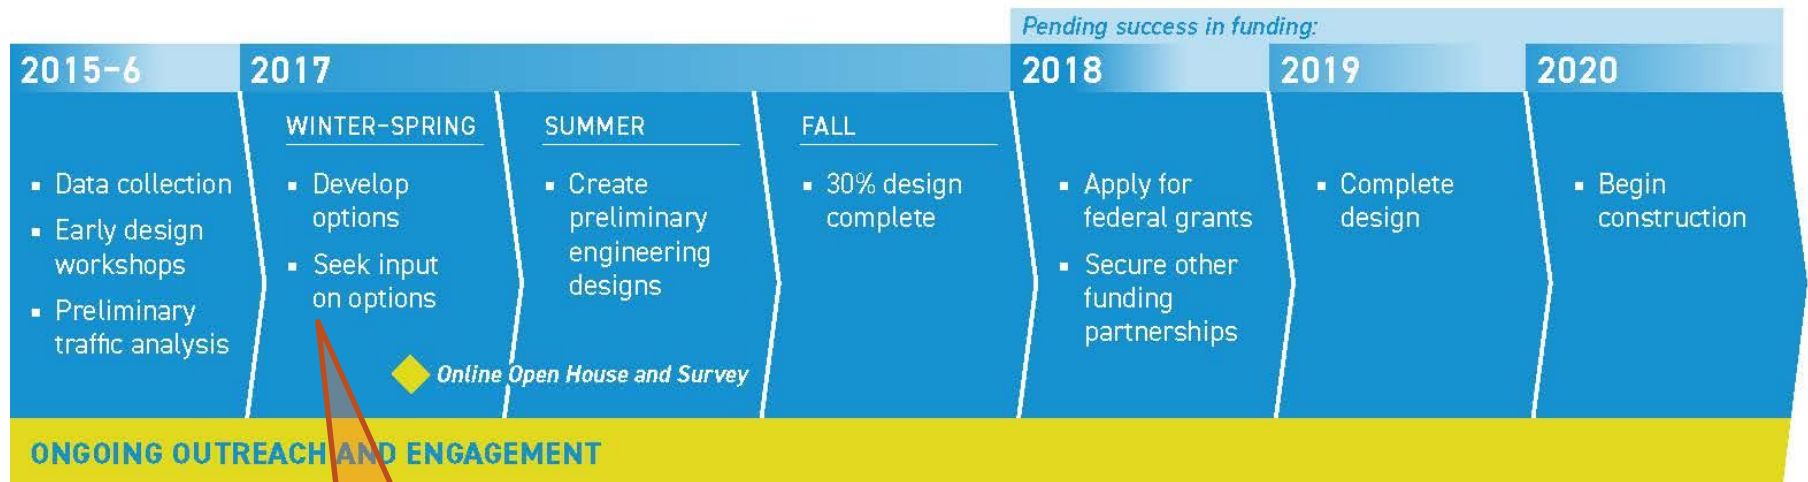 Pending success in funding:
2015-6
2017
2018
2019
2020
WINTER-SPRING
SUMMER
FALL
▪ Data collection
▪ Early design
workshops
▪ Preliminary
traffic analysis
▪ Develop
options
▪ Seek input
on options
▪ Create
preliminary
engineering
designs
▪ 30% design
complete
▪ Apply for
federal grants
▪ Secure other
funding
partnerships
▪ Complete
design
▪ Begin
construction
Online Open House and Survey
ONGOING OUTREACH AND ENGAGEMENT